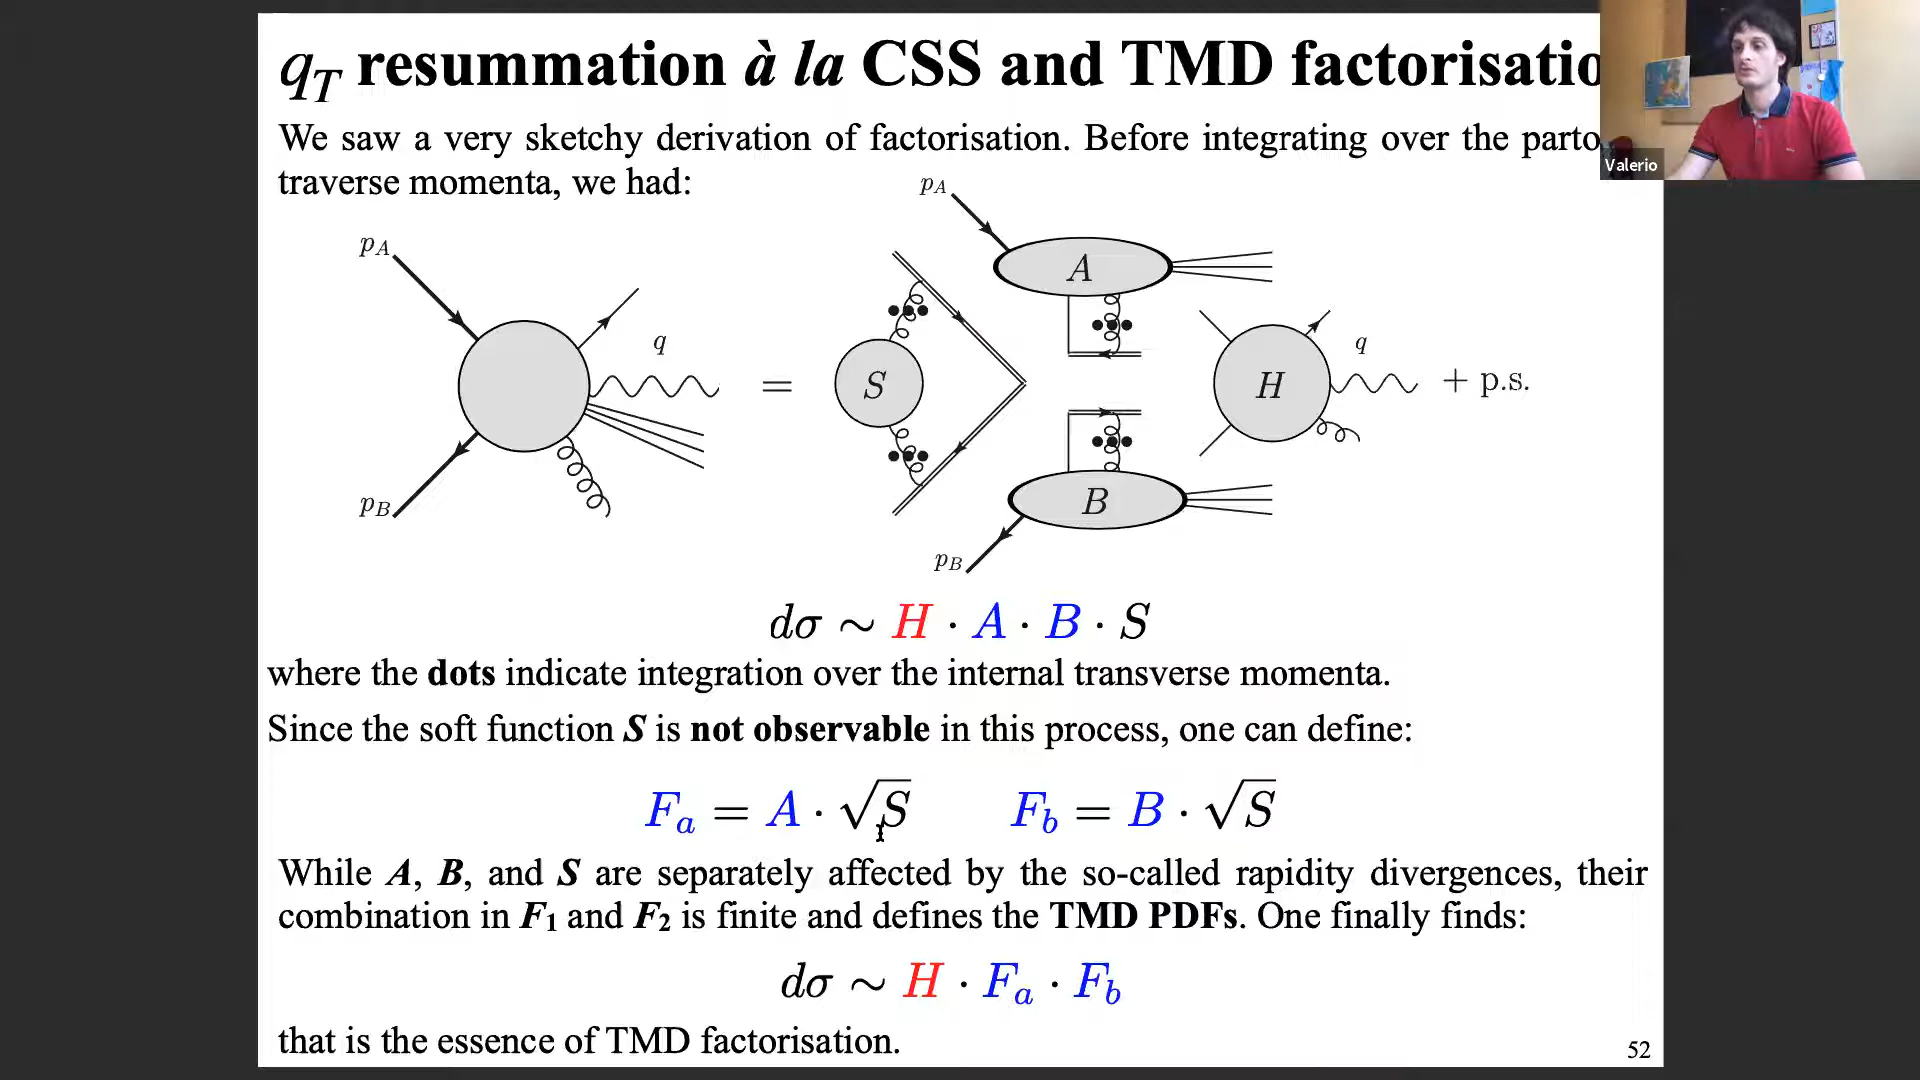 q_T resummation à la CSS and TMD factorisatio
Valerio
We saw a very sketchy derivation of factorisation. Before integrating over the parto
traverse momenta, we had:
p_A
p_A
A
q
q
= S H + p.s.
B
p_B
p_B
dσ ∼ H · A · B · S
where the dots indicate integration over the internal transverse momenta.
Since the soft function S is not observable in this process, one can define:
F_a = A · √S F_b = B · √S
While A, B, and S are separately affected by the so-called rapidity divergences, their
combination in F₁ and F₂ is finite and defines the TMD PDFs. One finally finds:
dσ ∼ H · F_a · F_b
that is the essence of TMD factorisation.
52